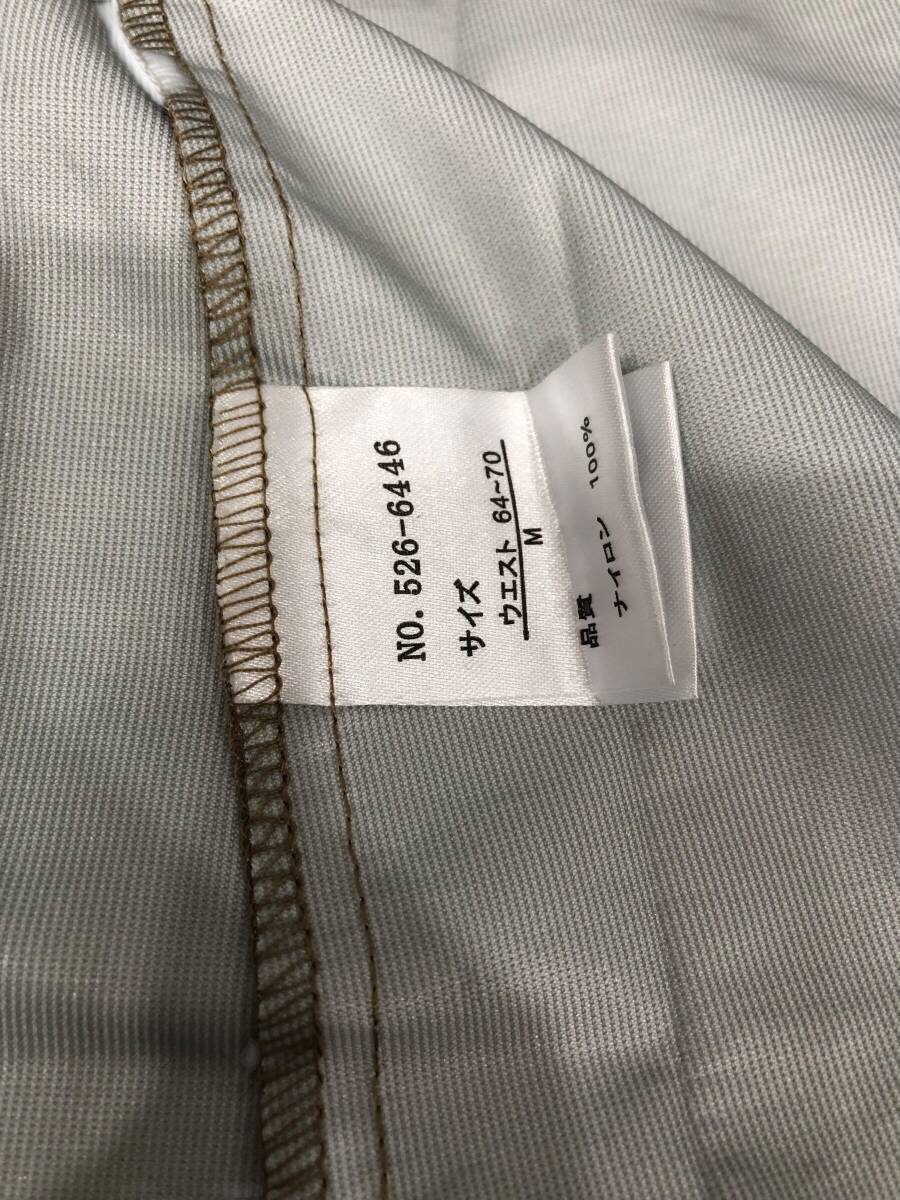 NO. 526-6446
サイズ
ウエスト 64~70
M
品質
ナイロン 100%